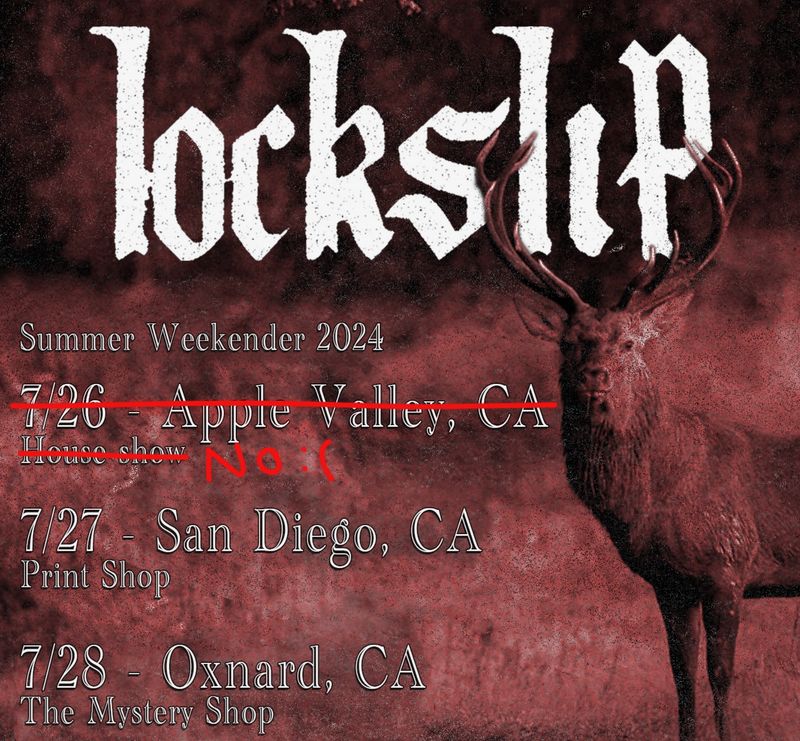 lockslip
Summer Weekender 2024
7/26 - Apple Valley, CA
House show
No :(
7/27 - San Diego, CA
Print Shop
7/28 - Oxnard, CA
The Mystery Shop